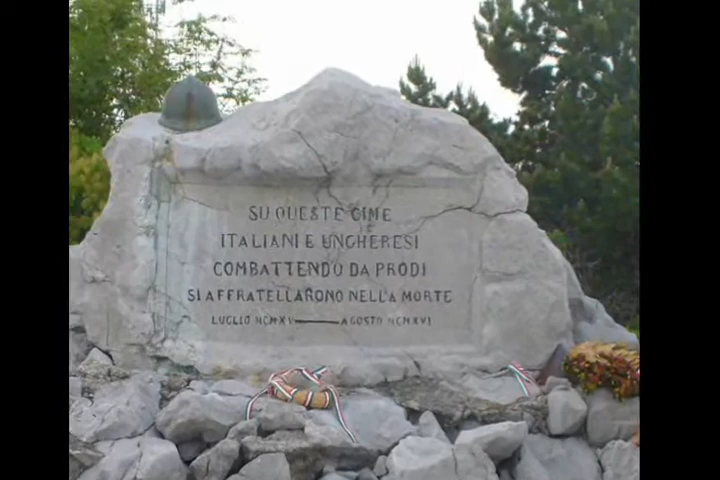 SU QUESTE CIME
ITALIANI E UNGHERESI
COMBATTENDO DA PRODI
SI AFFRATELLARONO NELLA MORTE
LUGLIO MCMXV — AGOSTO MCMXVI